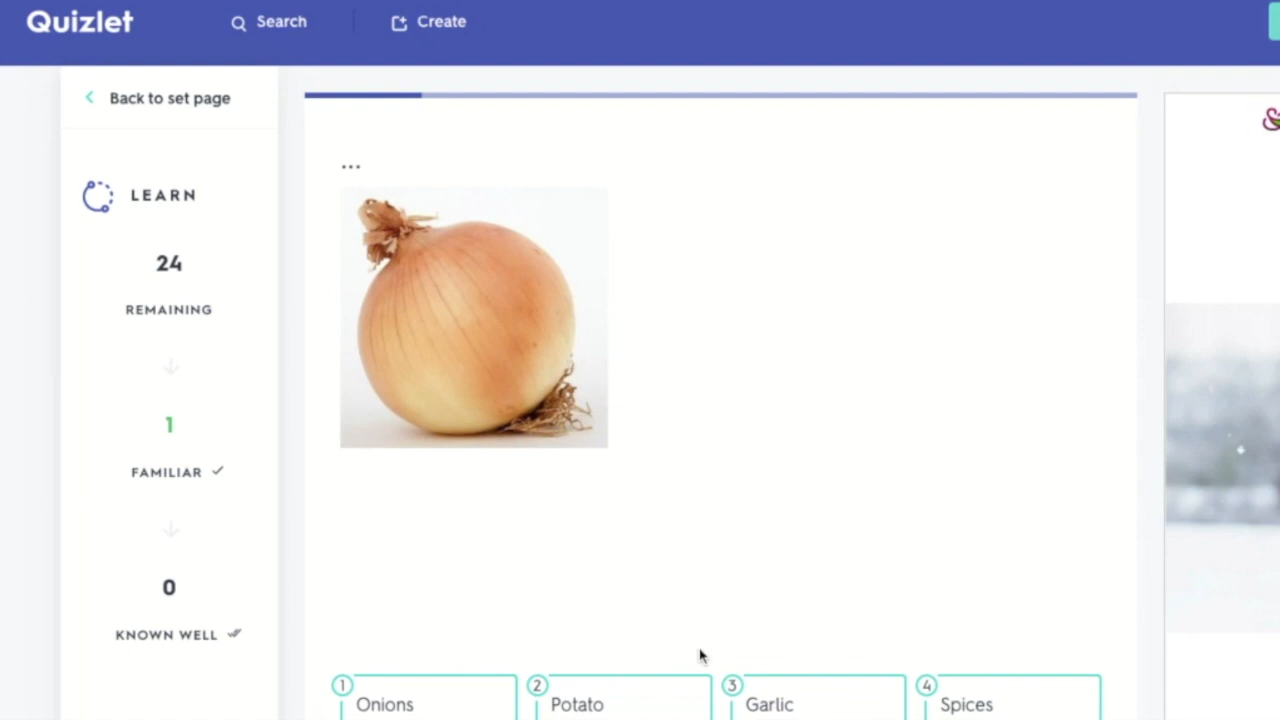 Quizlet
Search
Create
Back to set page
LEARN
24
REMAINING
1
FAMILIAR
0
KNOWN WELL
...
1 Onions
2 Potato
3 Garlic
4 Spices